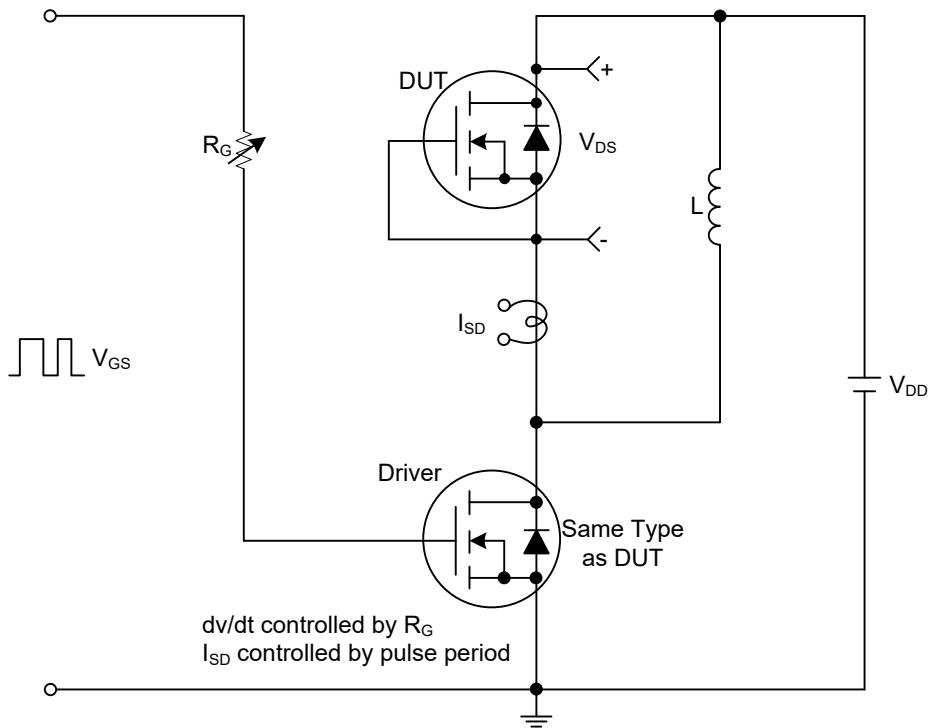 DUT
+
R_G
V_DS
L
-
I_SD
V_GS
V_DD
Driver
Same Type
as DUT
dv/dt controlled by R_G
I_SD controlled by pulse period